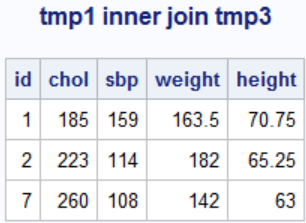 tmp1 inner join tmp3
id chol sbp weight height
1 185 159 163.5 70.75
2 223 114 182 65.25
7 260 108 142 63